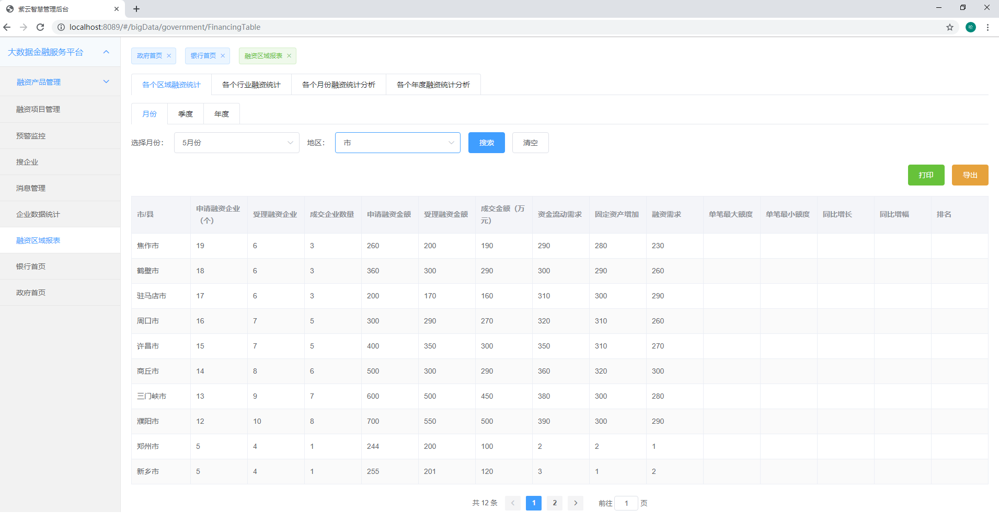 紫云智慧管理后台
localhost:8089/#/bigData/government/FinancingTable
大数据金融服务平台
融资产品管理
融资项目管理
预警监控
搜企业
消息管理
企业数据统计
融资区域报表
银行首页
政府首页
政府首页 银行首页 融资区域报表
各个区域融资统计 各个行业融资统计 各个月份融资统计分析 各个年度融资统计分析
月份 季度 年度
选择月份： 5月份 地区： 市 搜索 清空
打印 导出
市/县 申请融资企业（个） 受理融资企业 成交企业数量 申请融资金额 受理融资金额 成交金额（万元） 资金流动需求 固定资产增加 融资需求 单笔最大额度 单笔最小额度 同比增长 同比增幅 排名
焦作市 19 6 3 260 200 190 290 280 230
鹤壁市 18 6 3 360 300 290 300 290 260
驻马店市 17 6 3 200 170 160 310 300 290
周口市 16 7 5 300 290 270 320 310 260
许昌市 15 7 5 400 350 300 350 310 270
商丘市 14 8 6 500 300 290 360 320 300
三门峡市 13 9 7 600 500 450 380 300 280
濮阳市 12 10 8 700 550 500 390 300 290
郑州市 5 4 1 244 200 100 2 2 1
新乡市 5 4 1 255 201 120 3 1 2
共 12 条 1 2 前往 1 页